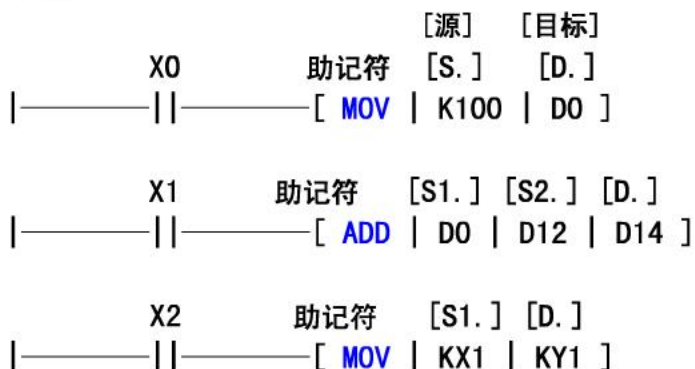 [源] [目标]
X0 助记符 [S.] [D.]
[ MOV | K100 | D0 ]
X1 助记符 [S1.] [S2.] [D.]
[ ADD | D0 | D12 | D14 ]
X2 助记符 [S1.] [D.]
[ MOV | KX1 | KY1 ]